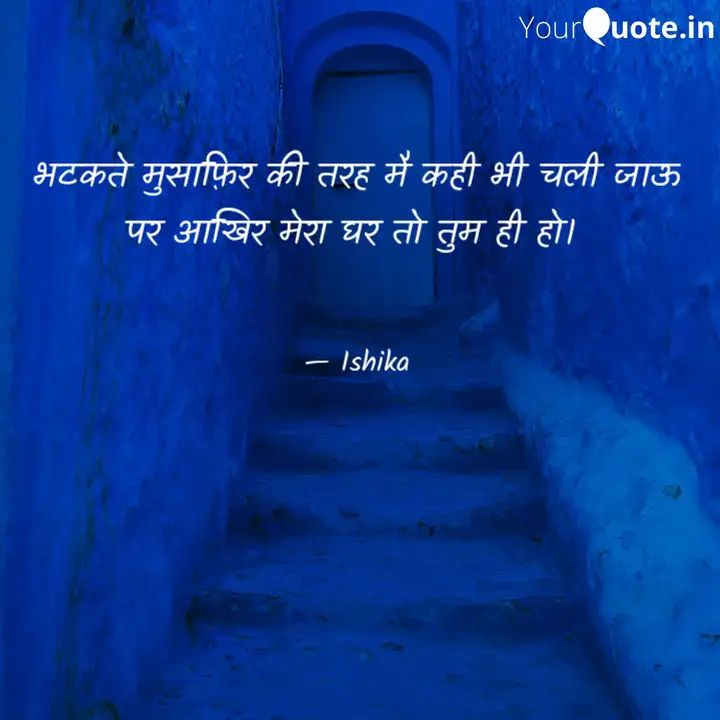 YourQuote.in
भटकते मुसाफ़िर की तरह मै कही भी चली जाऊ
पर आखिर मेरा घर तो तुम ही हो।
— Ishika